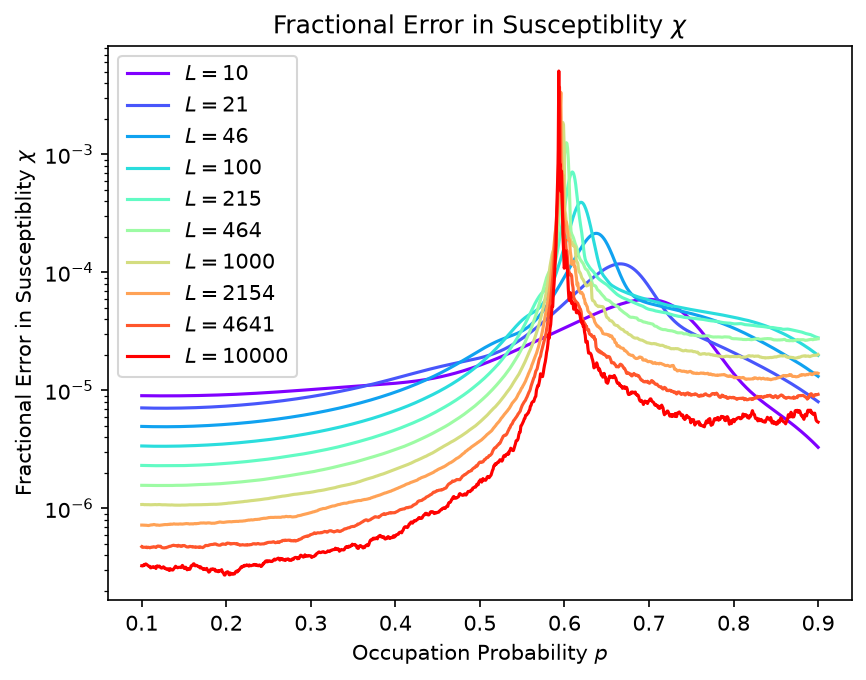 Fractional Error in Susceptiblity χ
L = 10
L = 21
L = 46
L = 100
L = 215
L = 464
L = 1000
L = 2154
L = 4641
L = 10000
Fractional Error in Susceptiblity χ
10⁻³
10⁻⁴
10⁻⁵
10⁻⁶
0.1 0.2 0.3 0.4 0.5 0.6 0.7 0.8 0.9
Occupation Probability p